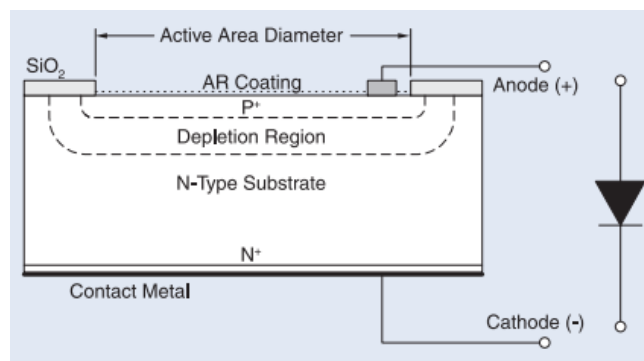 Active Area Diameter
SiO₂
AR Coating
Anode (+)
P⁺
Depletion Region
N-Type Substrate
N⁺
Contact Metal
Cathode (-)